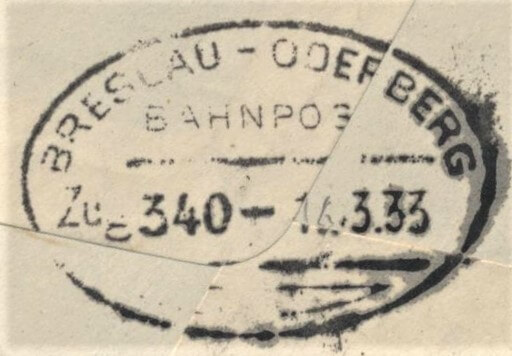 BRESLAU - ODERBERG
BAHNPOS
Zug 340 - 14.3.33